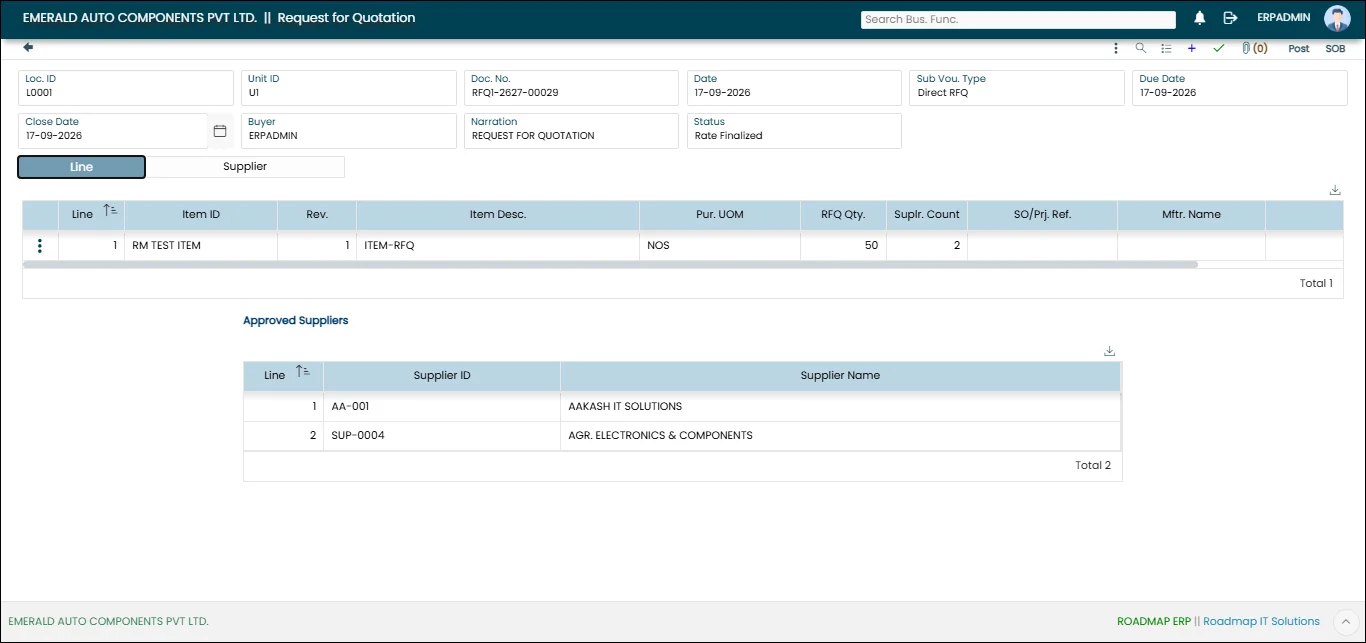 EMERALD AUTO COMPONENTS PVT LTD. || Request for Quotation
Search Bus. Func.
ERPADMIN
(0) Post SOB
Loc. ID Unit ID Doc. No. Date Sub Vou. Type Due Date
L0001 U1 RFQ1-2627-00029 17-09-2026 Direct RFQ 17-09-2026
Close Date Buyer Narration Status
17-09-2026 ERPADMIN REQUEST FOR QUOTATION Rate Finalized
Line Supplier
Line Item ID Rev. Item Desc. Pur. UOM RFQ Qty. Suplr. Count SO/Prj. Ref. Mftr. Name
1 RM TEST ITEM 1 ITEM-RFQ NOS 50 2
Total 1
Approved Suppliers
Line Supplier ID Supplier Name
1 AA-001 AAKASH IT SOLUTIONS
2 SUP-0004 AGR. ELECTRONICS & COMPONENTS
Total 2
EMERALD AUTO COMPONENTS PVT LTD. ROADMAP ERP || Roadmap IT Solutions